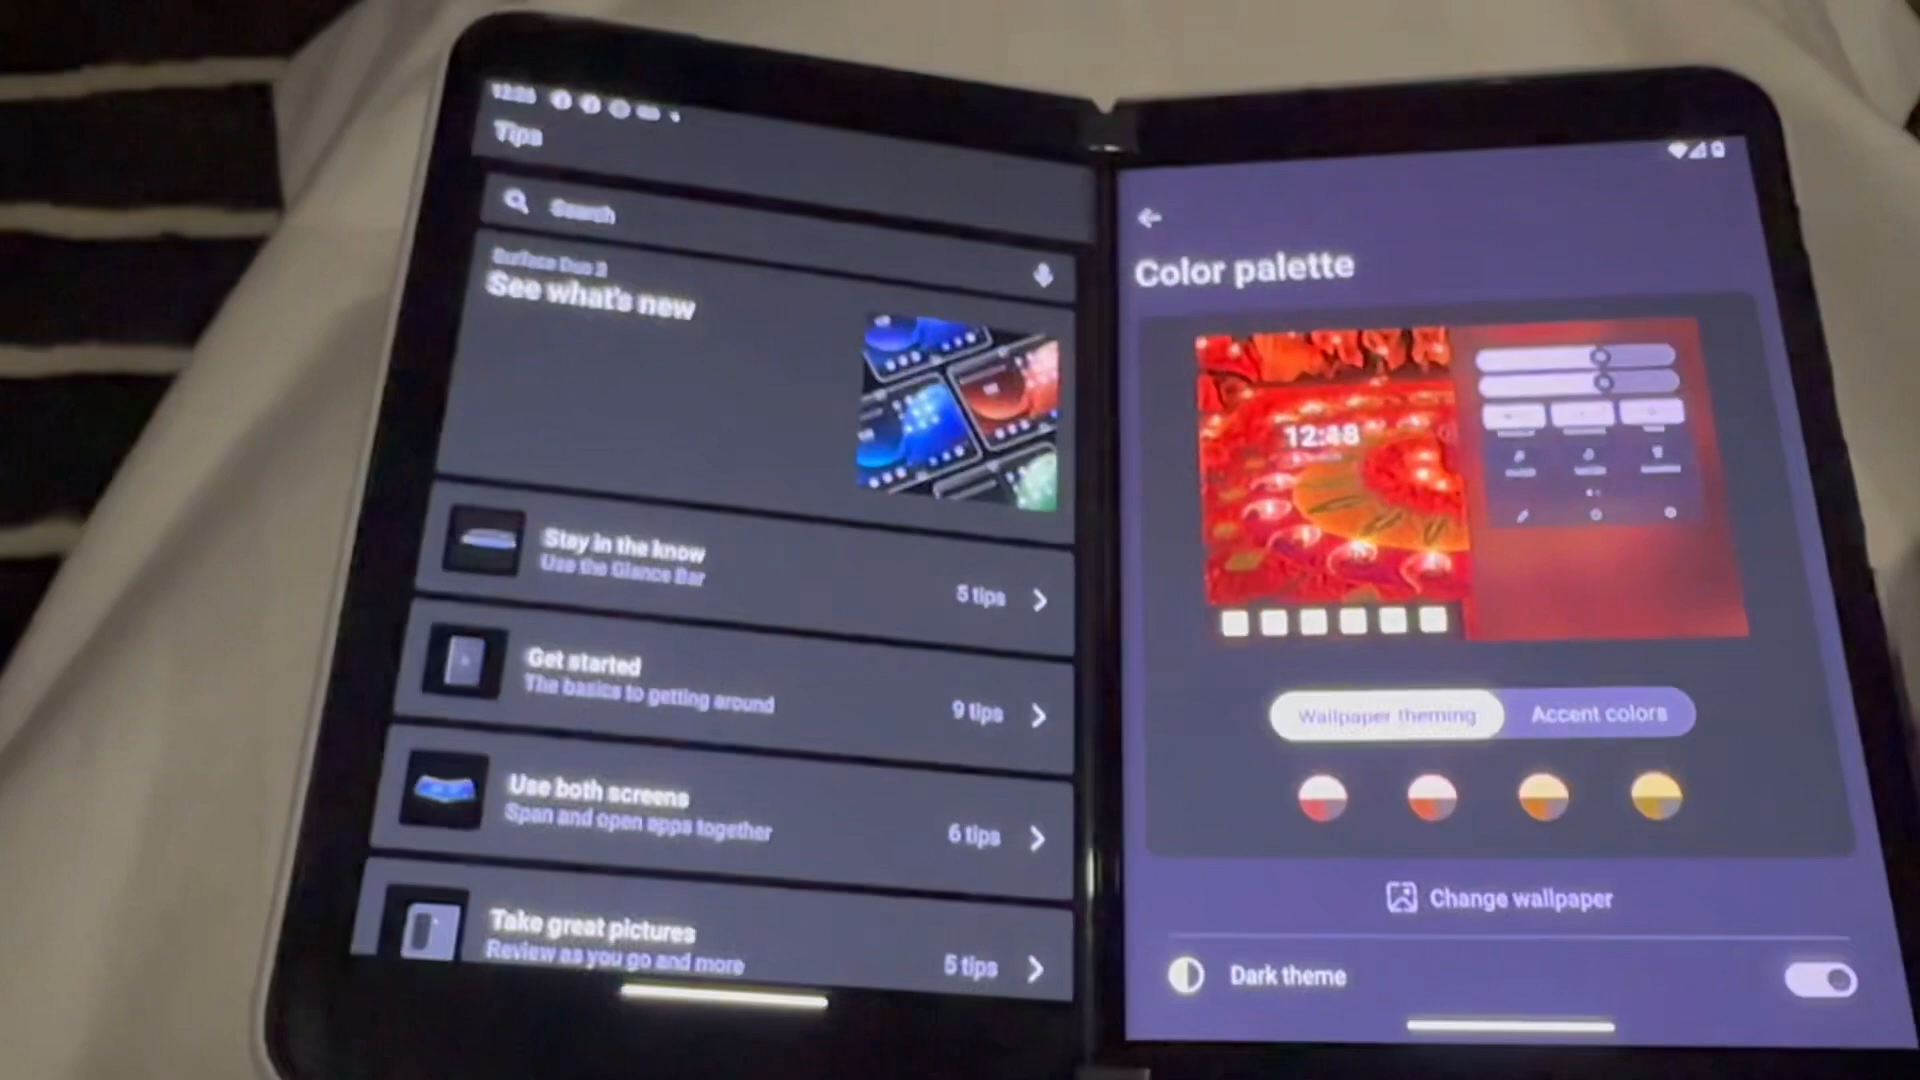 Tips
Search
Surface Duo 2
See what's new
Stay in the know
Use the Glance Bar
5 tips
Get started
The basics to getting around
9 tips
Use both screens
Span and open apps together
6 tips
Take great pictures
Review as you go and more
5 tips
Color palette
12:48
Wallpaper theming
Accent colors
Change wallpaper
Dark theme